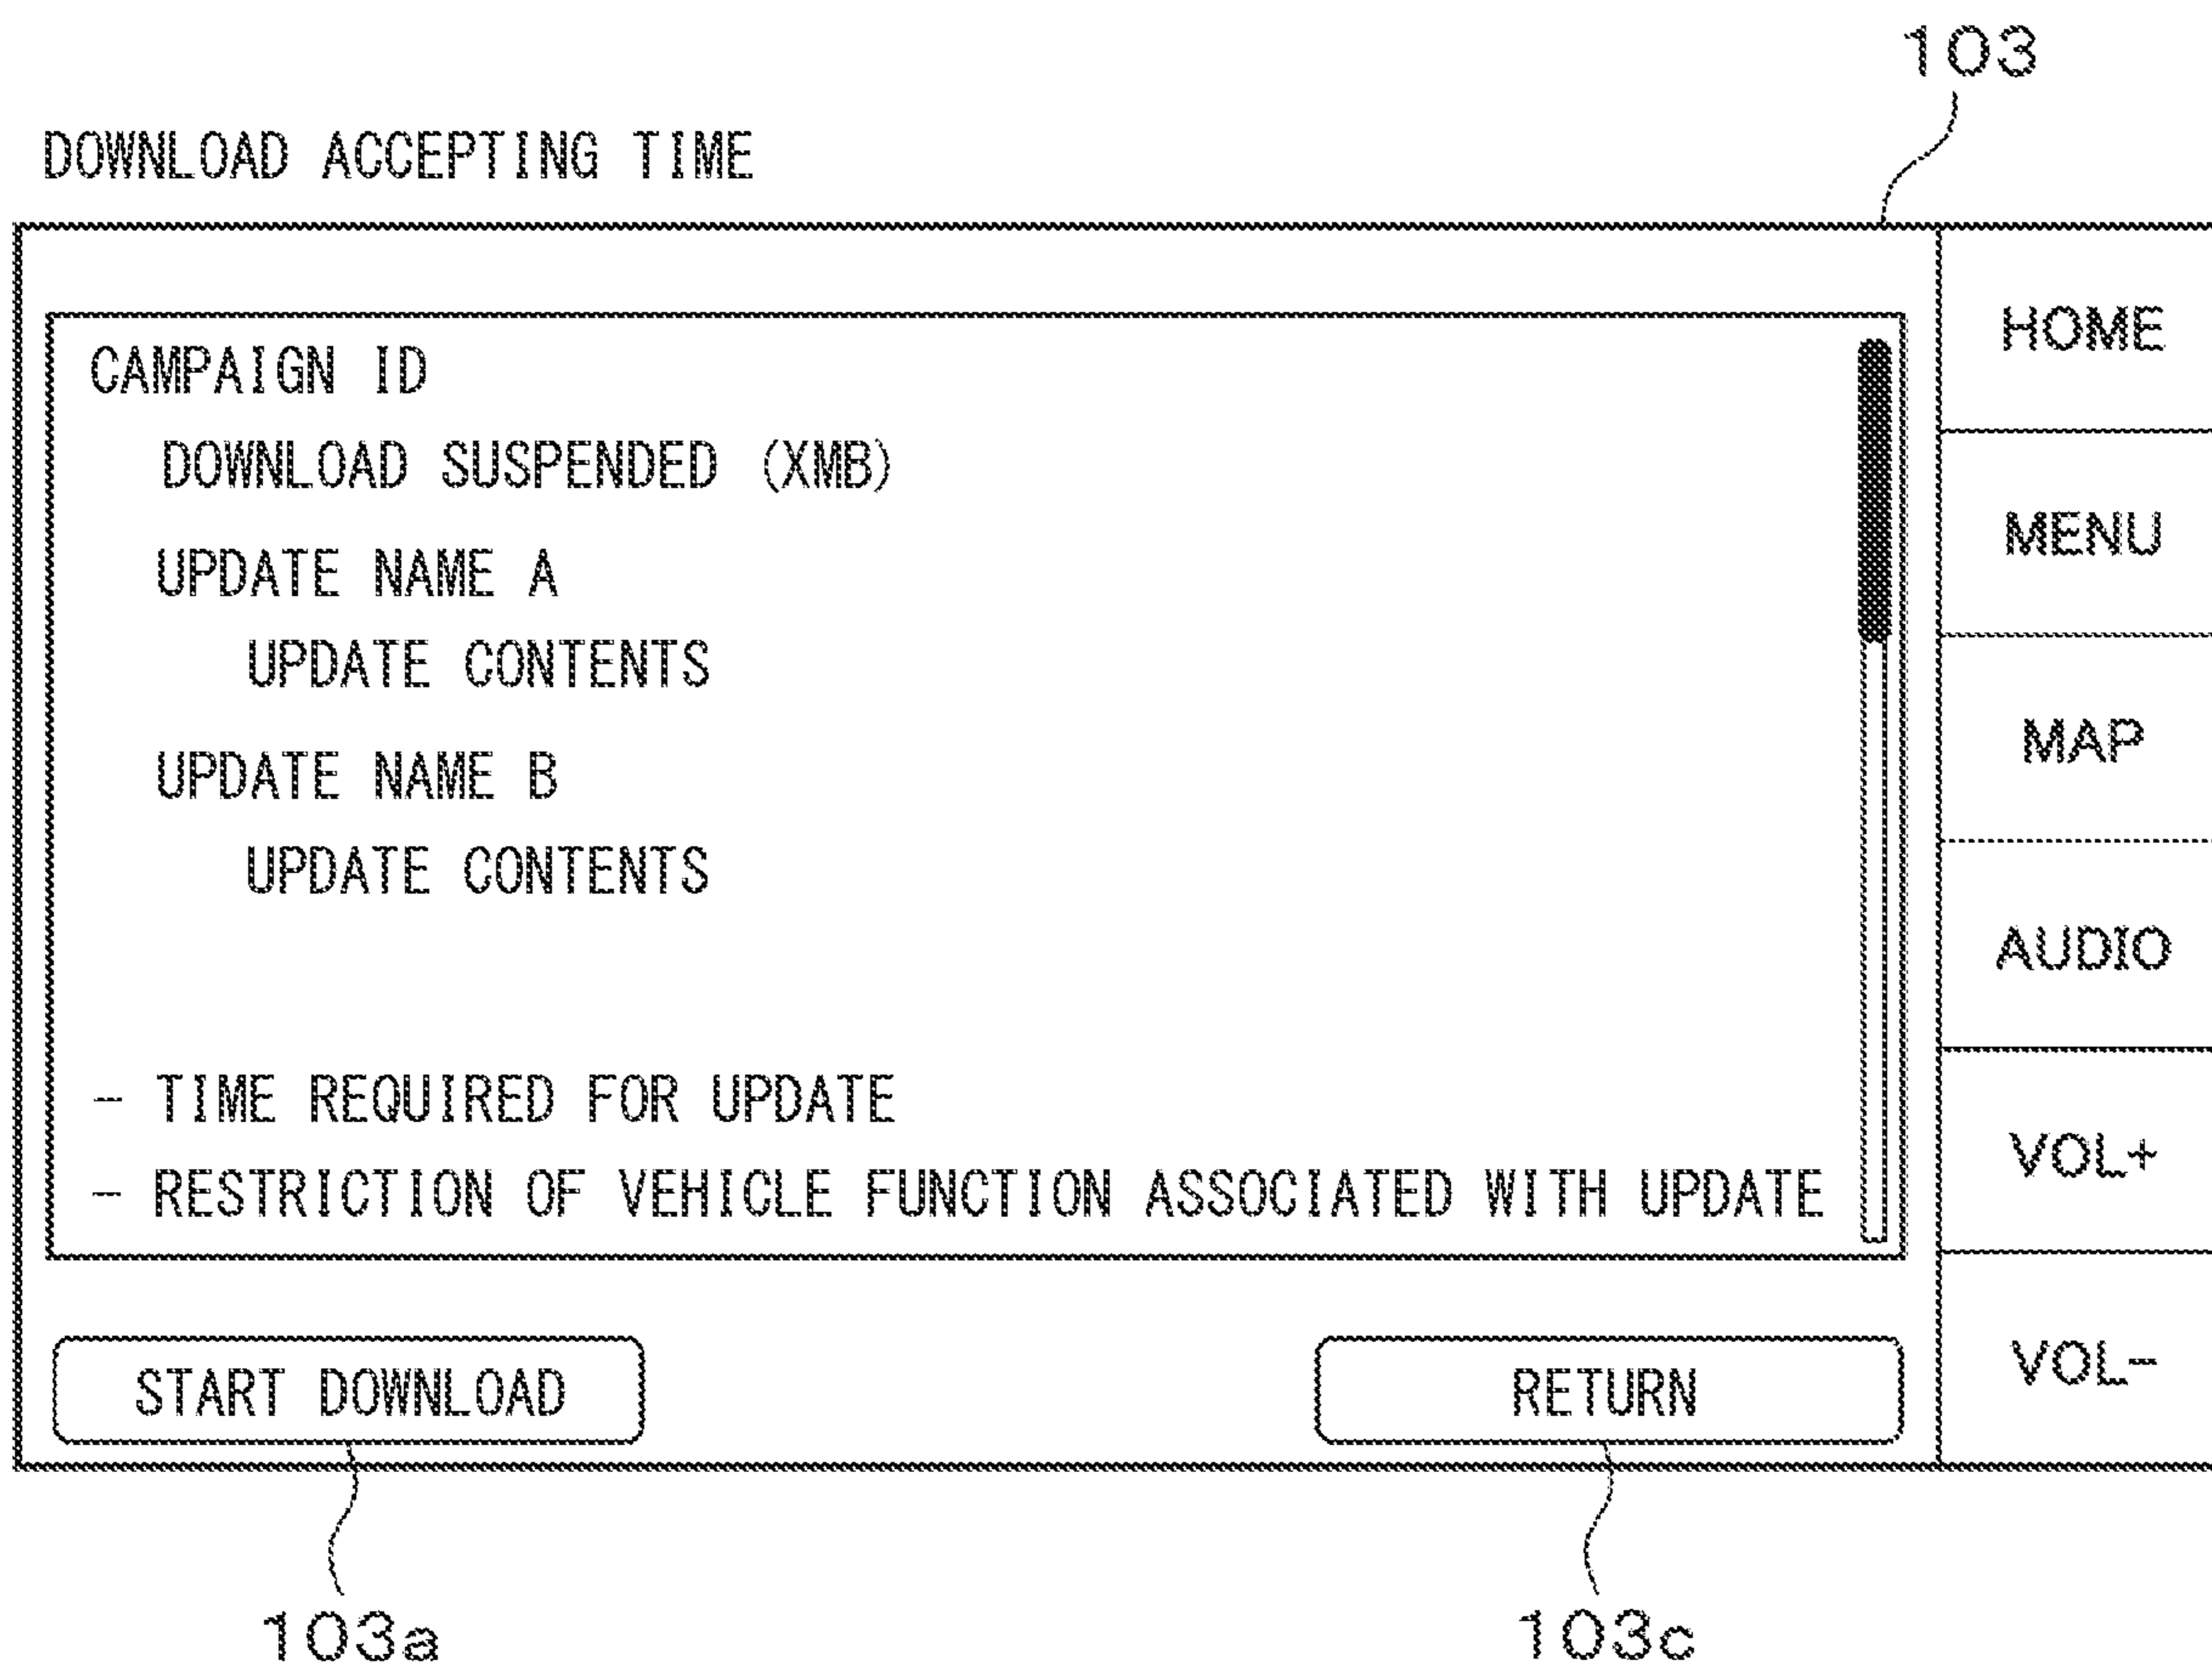 103
DOWNLOAD ACCEPTING TIME
CAMPAIGN ID
DOWNLOAD SUSPENDED (XMB)
UPDATE NAME A
UPDATE CONTENTS
UPDATE NAME B
UPDATE CONTENTS
- TIME REQUIRED FOR UPDATE
- RESTRICTION OF VEHICLE FUNCTION ASSOCIATED WITH UPDATE
START DOWNLOAD
RETURN
HOME
MENU
MAP
AUDIO
VOL+
VOL-
103a
103c